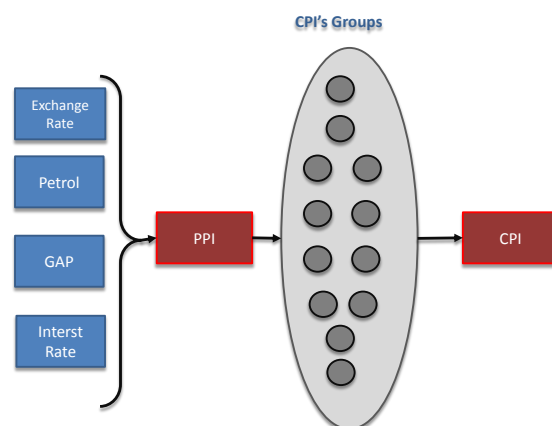 CPI's Groups
Exchange
Rate
Petrol
GAP
Interst
Rate
PPI
CPI